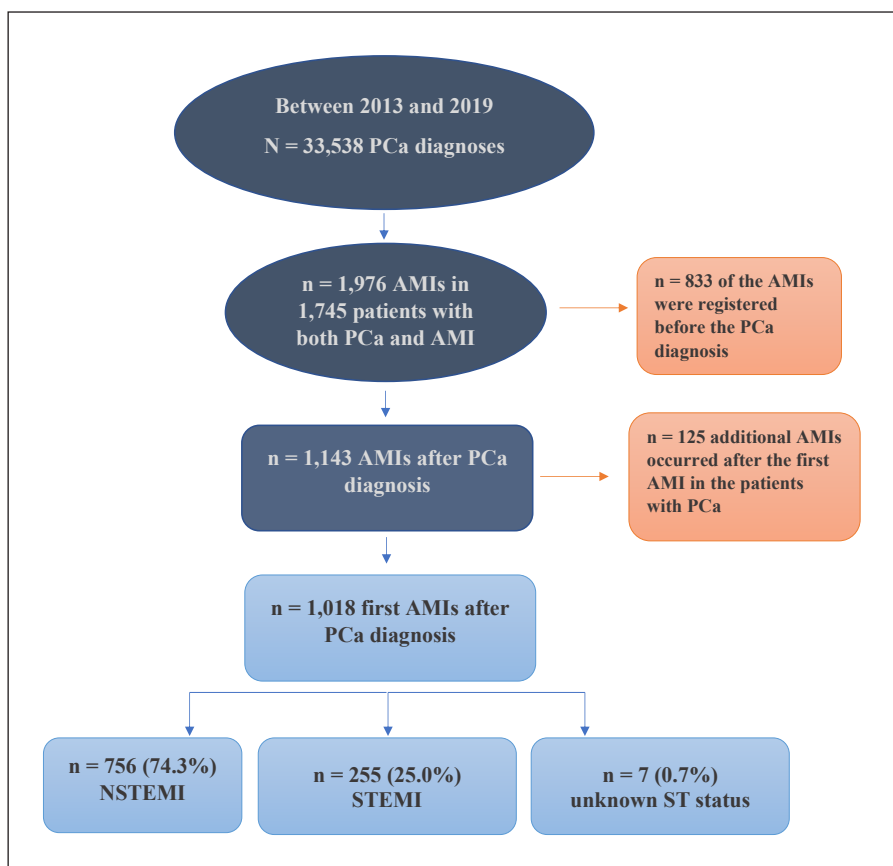 Between 2013 and 2019
N = 33,538 PCa diagnoses
n = 1,976 AMIs in
1,745 patients with
both PCa and AMI
n = 833 of the AMIs
were registered
before the PCa
diagnosis
n = 1,143 AMIs after PCa
diagnosis
n = 125 additional AMIs
occurred after the first
AMI in the patients
with PCa
n = 1,018 first AMIs after
PCa diagnosis
n = 756 (74.3%)
NSTEMI
n = 255 (25.0%)
STEMI
n = 7 (0.7%)
unknown ST status